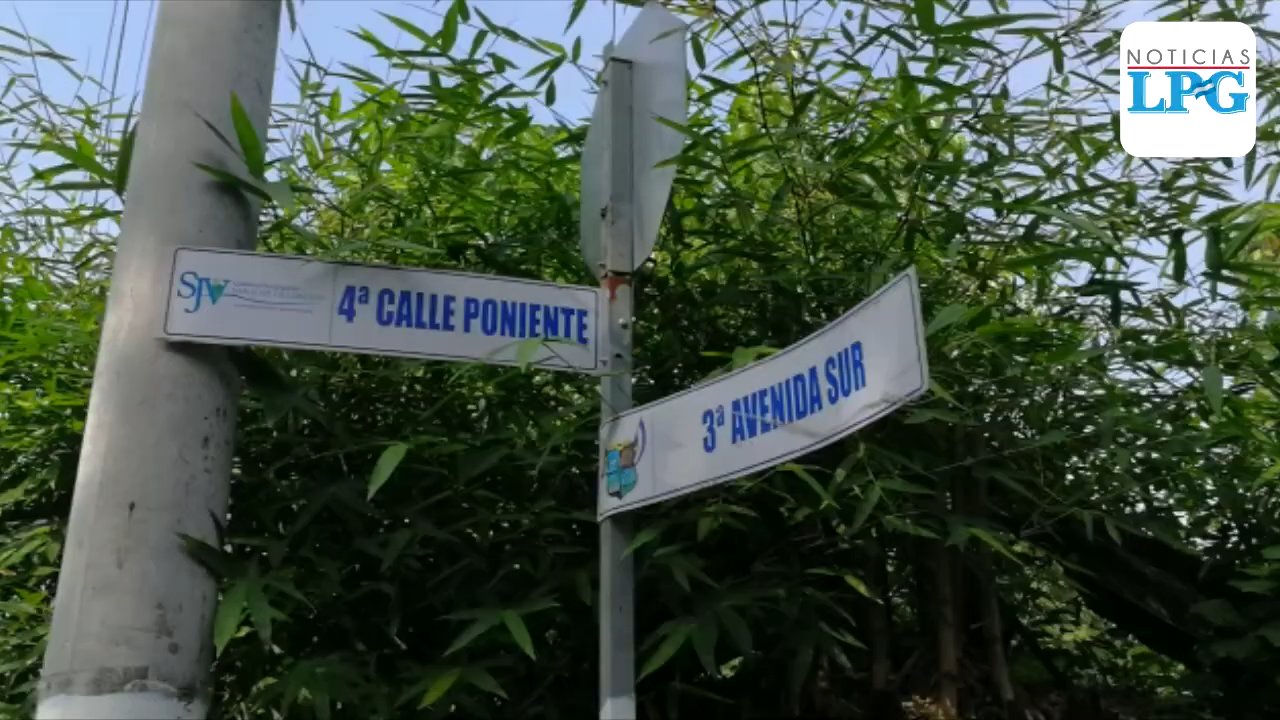 NOTICIAS
LPG
SJV
4ª CALLE PONIENTE
3ª AVENIDA SUR